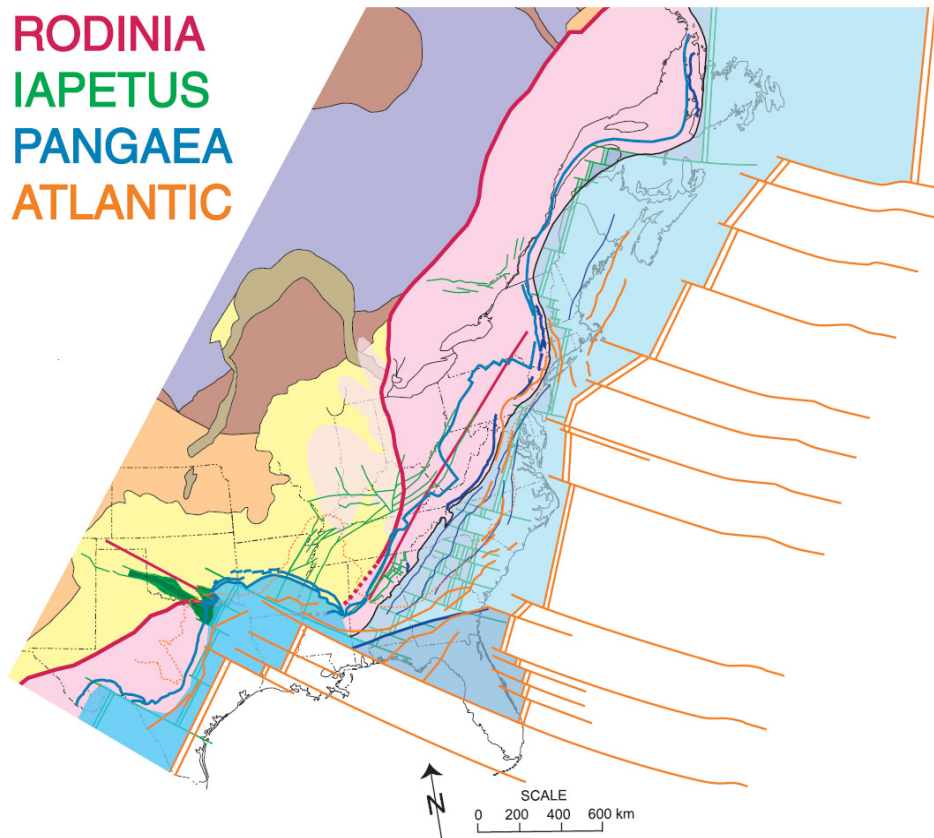 RODINIA
IAPETUS
PANGAEA
ATLANTIC
N
SCALE
0 200 400 600 km